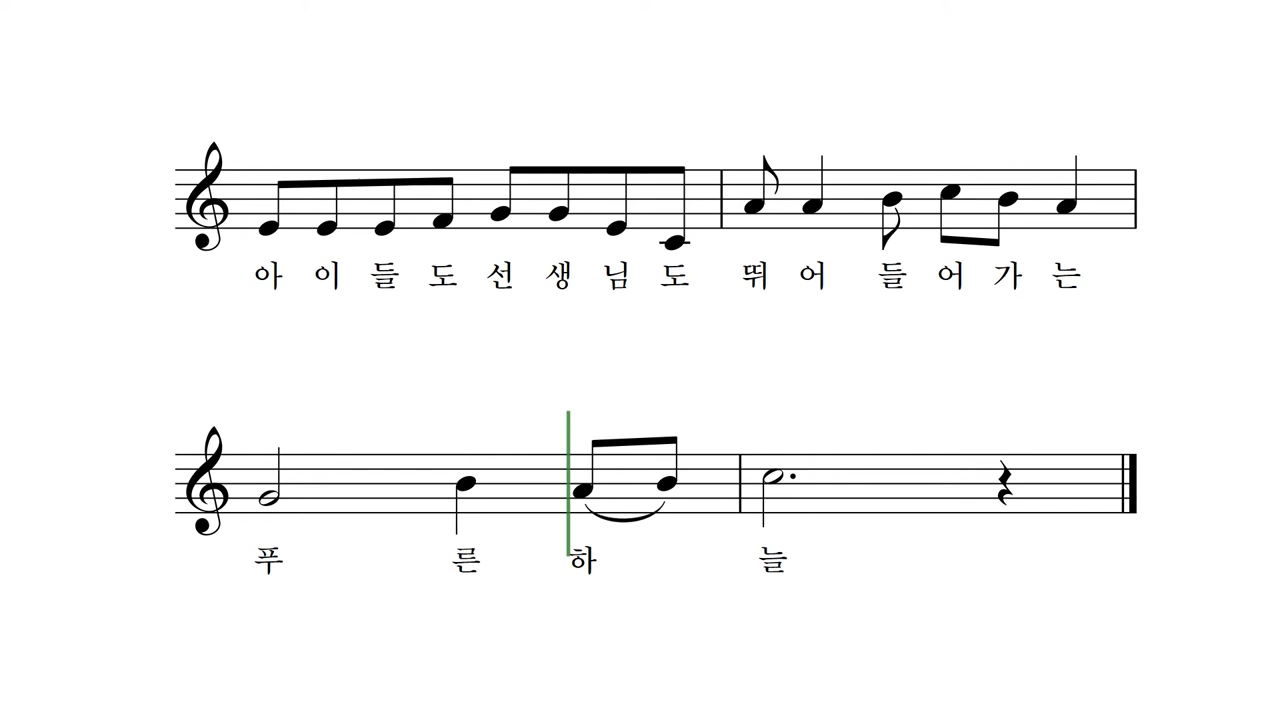 아 이 들 도 선 생 님 도 뛰 어 들 어 가 는
푸 른 하 늘